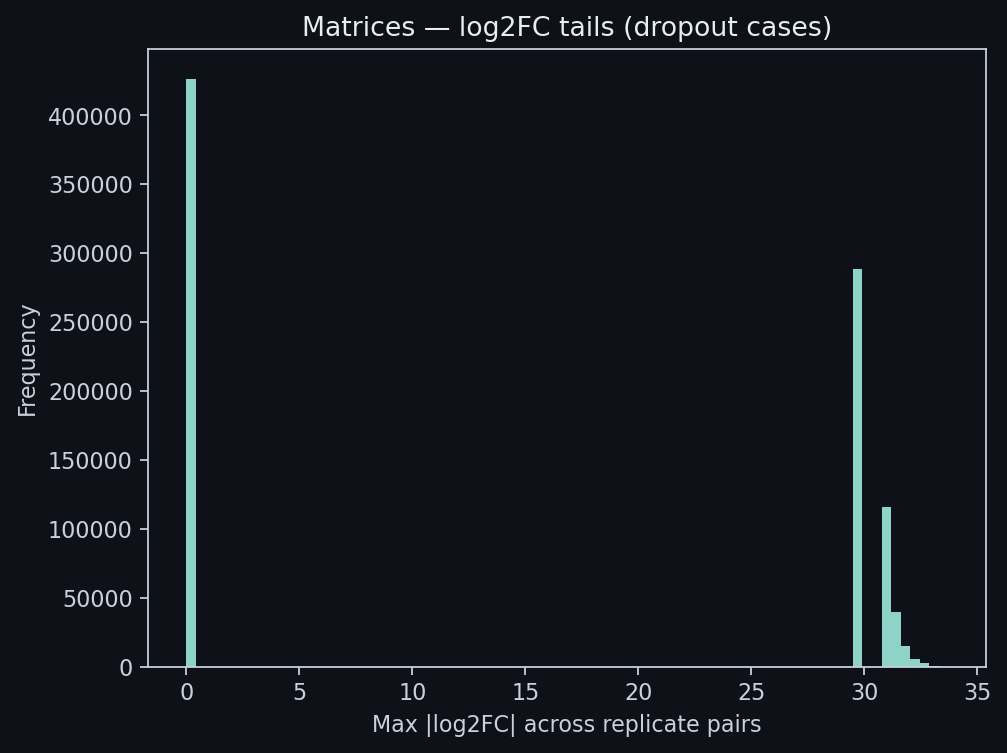 Matrices — log2FC tails (dropout cases)
400000
350000
300000
250000
200000
150000
100000
50000
0
Frequency
0 5 10 15 20 25 30 35
Max |log2FC| across replicate pairs